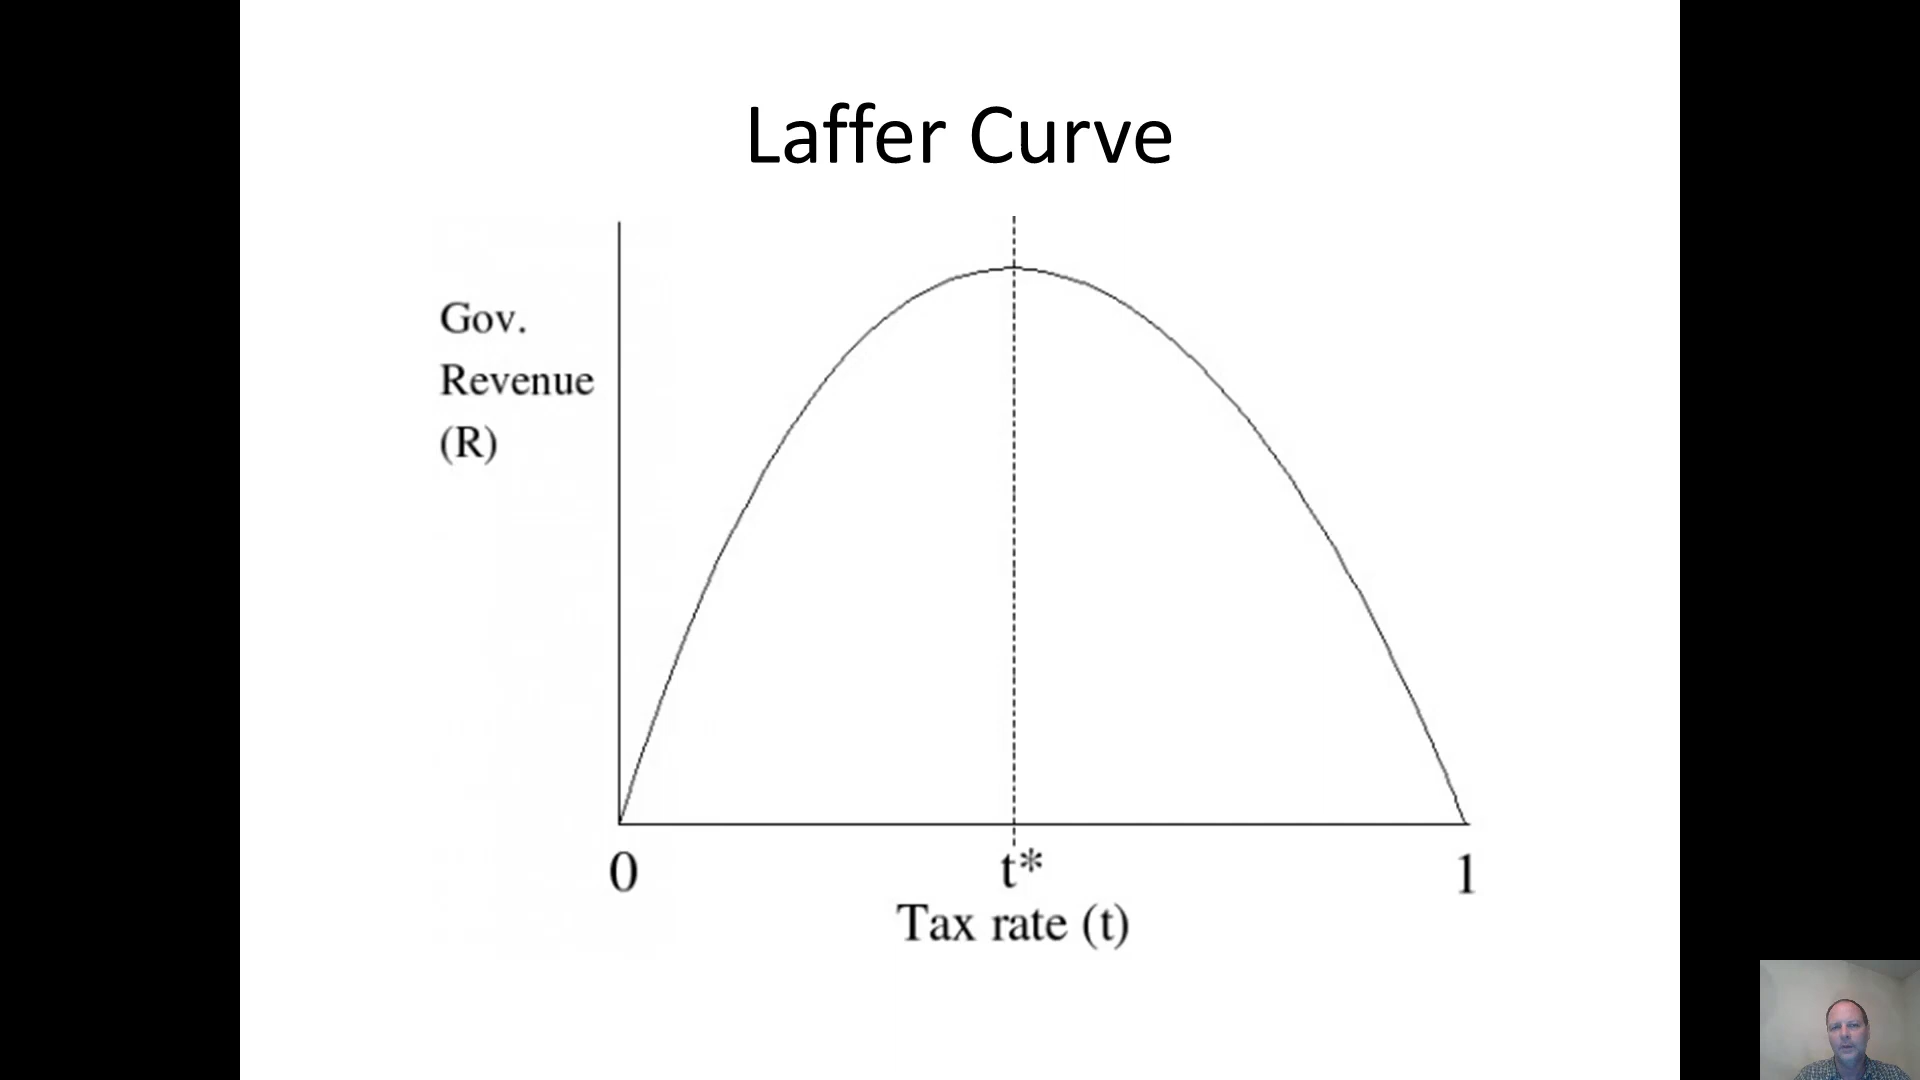 Laffer Curve
Gov.
Revenue
(R)
0
t*
1
Tax rate (t)